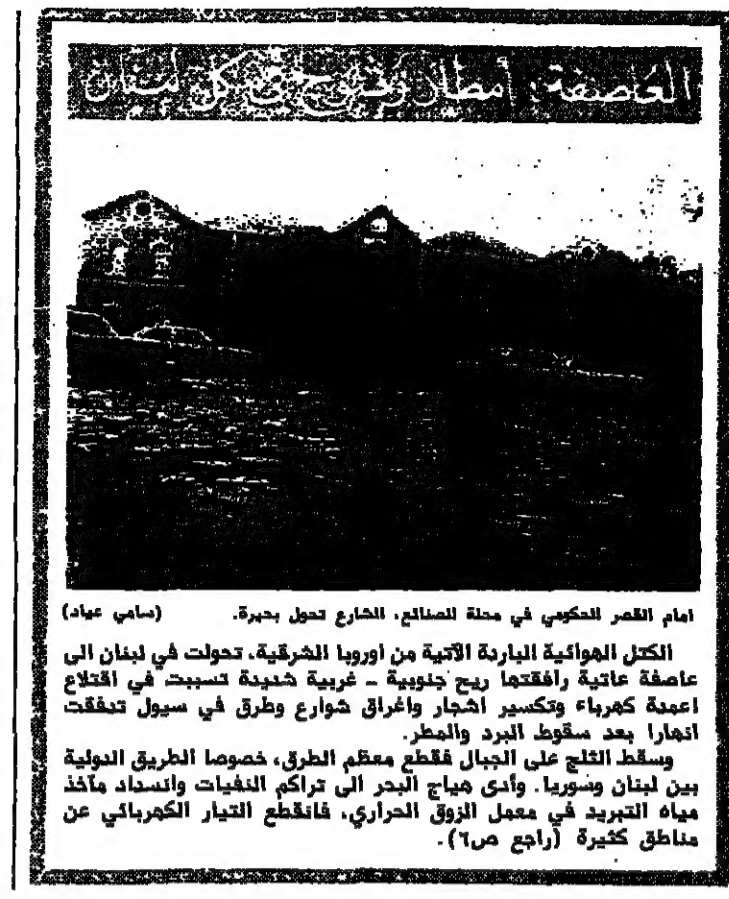 العاصفة: أمطار وثلوج في كل لبنان
امام القصر الحكومي في محلة الصنائع، الشارع تحول بحيرة. (سامي عياد)
الكتل الهوائية الباردة الآتية من اوروبا الشرقية، تحولت في لبنان الى
عاصفة عاتية رافقتها ريح جنوبية - غربية شديدة تسببت في اقتلاع
اعمدة كهرباء وتكسير اشجار واغراق شوارع وطرق في سيول تدفقت
انهارا بعد سقوط البرد والمطر.
وسقط الثلج على الجبال فقطع معظم الطرق، خصوصا الطريق الدولية
بين لبنان وسوريا. وأدى هياج البحر الى تراكم النفيات وانسداد مآخذ
مياه التبريد في معمل الزوق الحراري، فانقطع التيار الكهربائي عن
مناطق كثيرة (راجع ص٦).